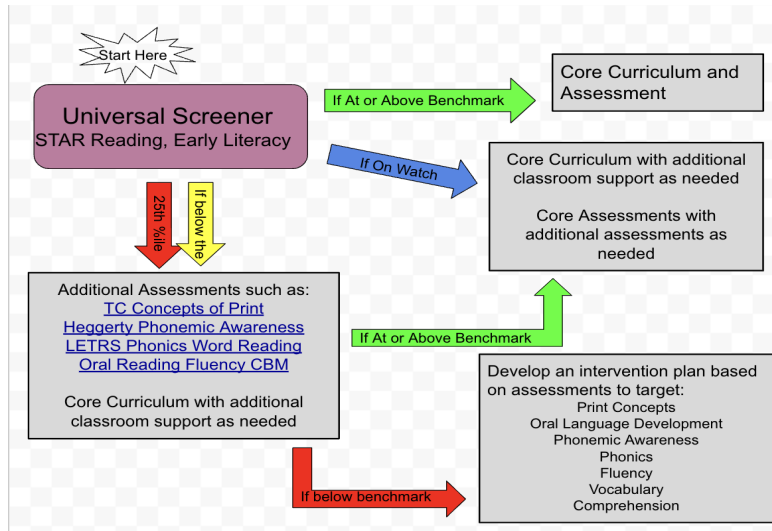 Start Here
Universal Screener
STAR Reading, Early Literacy
If At or Above Benchmark
Core Curriculum and
Assessment
If On Watch
Core Curriculum with additional
classroom support as needed
Core Assessments with
additional assessments as
needed
If below the
25th %ile
Additional Assessments such as:
TC Concepts of Print
Heggerty Phonemic Awareness
LETRS Phonics Word Reading
Oral Reading Fluency CBM
Core Curriculum with additional
classroom support as needed
If At or Above Benchmark
If below benchmark
Develop an intervention plan based
on assessments to target:
Print Concepts
Oral Language Development
Phonemic Awareness
Phonics
Fluency
Vocabulary
Comprehension